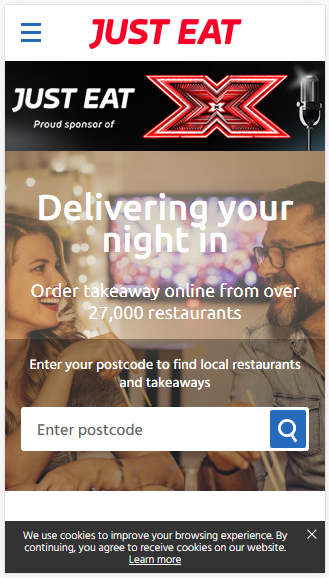 JUST EAT
JUST EAT
Proud sponsor of
X
Delivering your
night in
Order takeaway online from over
27,000 restaurants
Enter your postcode to find local restaurants
and takeaways
Enter postcode
We use cookies to improve your browsing experience. By
continuing, you agree to receive cookies on our website.
Learn more